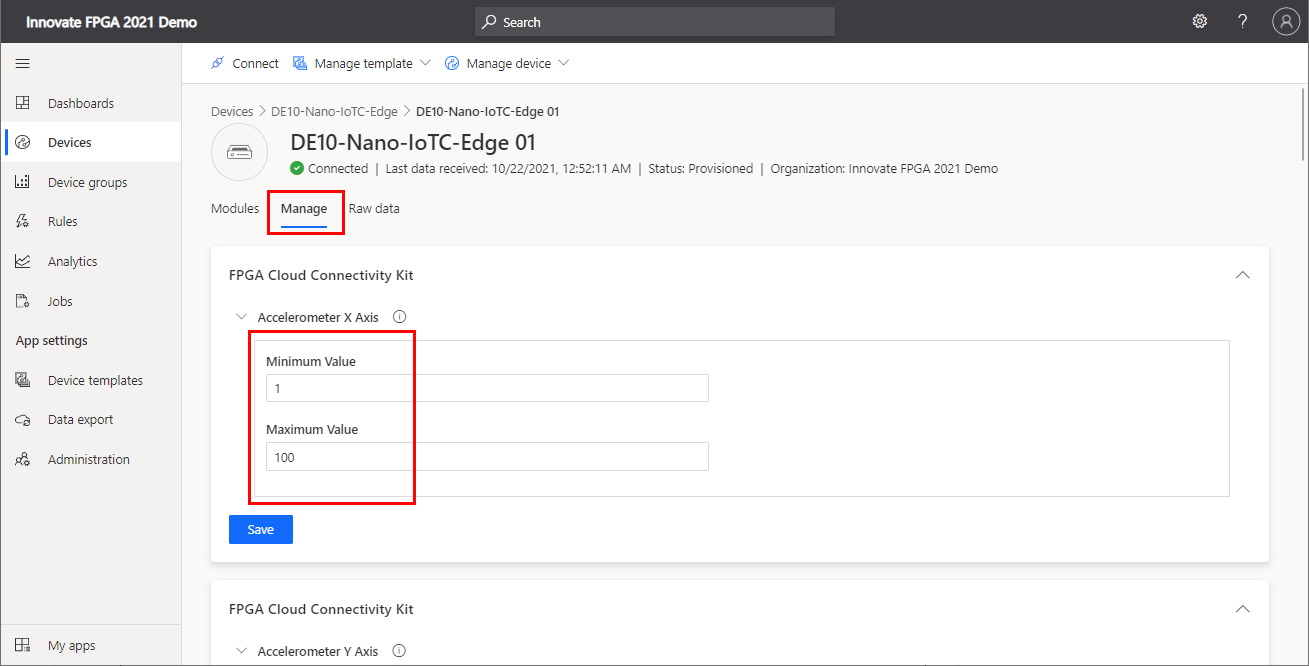 Innovate FPGA 2021 Demo
Search
?
Connect
Manage template
Manage device
Dashboards
Devices
Device groups
Rules
Analytics
Jobs
App settings
Device templates
Data export
Administration
My apps
Devices > DE10-Nano-IoTC-Edge > DE10-Nano-IoTC-Edge 01
DE10-Nano-IoTC-Edge 01
Connected | Last data received: 10/22/2021, 12:52:11 AM | Status: Provisioned | Organization: Innovate FPGA 2021 Demo
Modules Manage Raw data
FPGA Cloud Connectivity Kit
Accelerometer X Axis
Minimum Value
1
Maximum Value
100
Save
FPGA Cloud Connectivity Kit
Accelerometer Y Axis